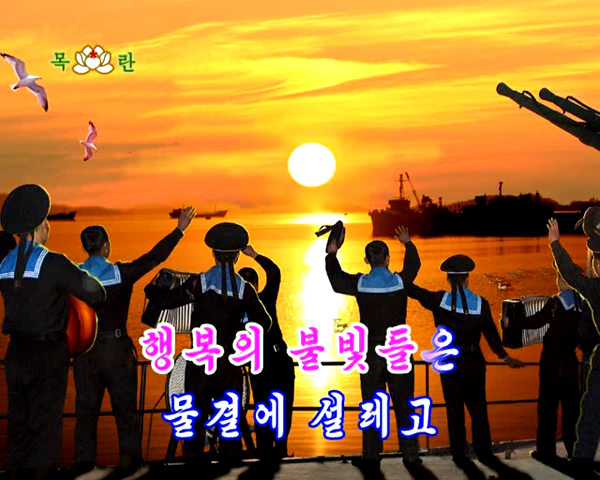 목란
행복의 불빛들은
물결에 설레고